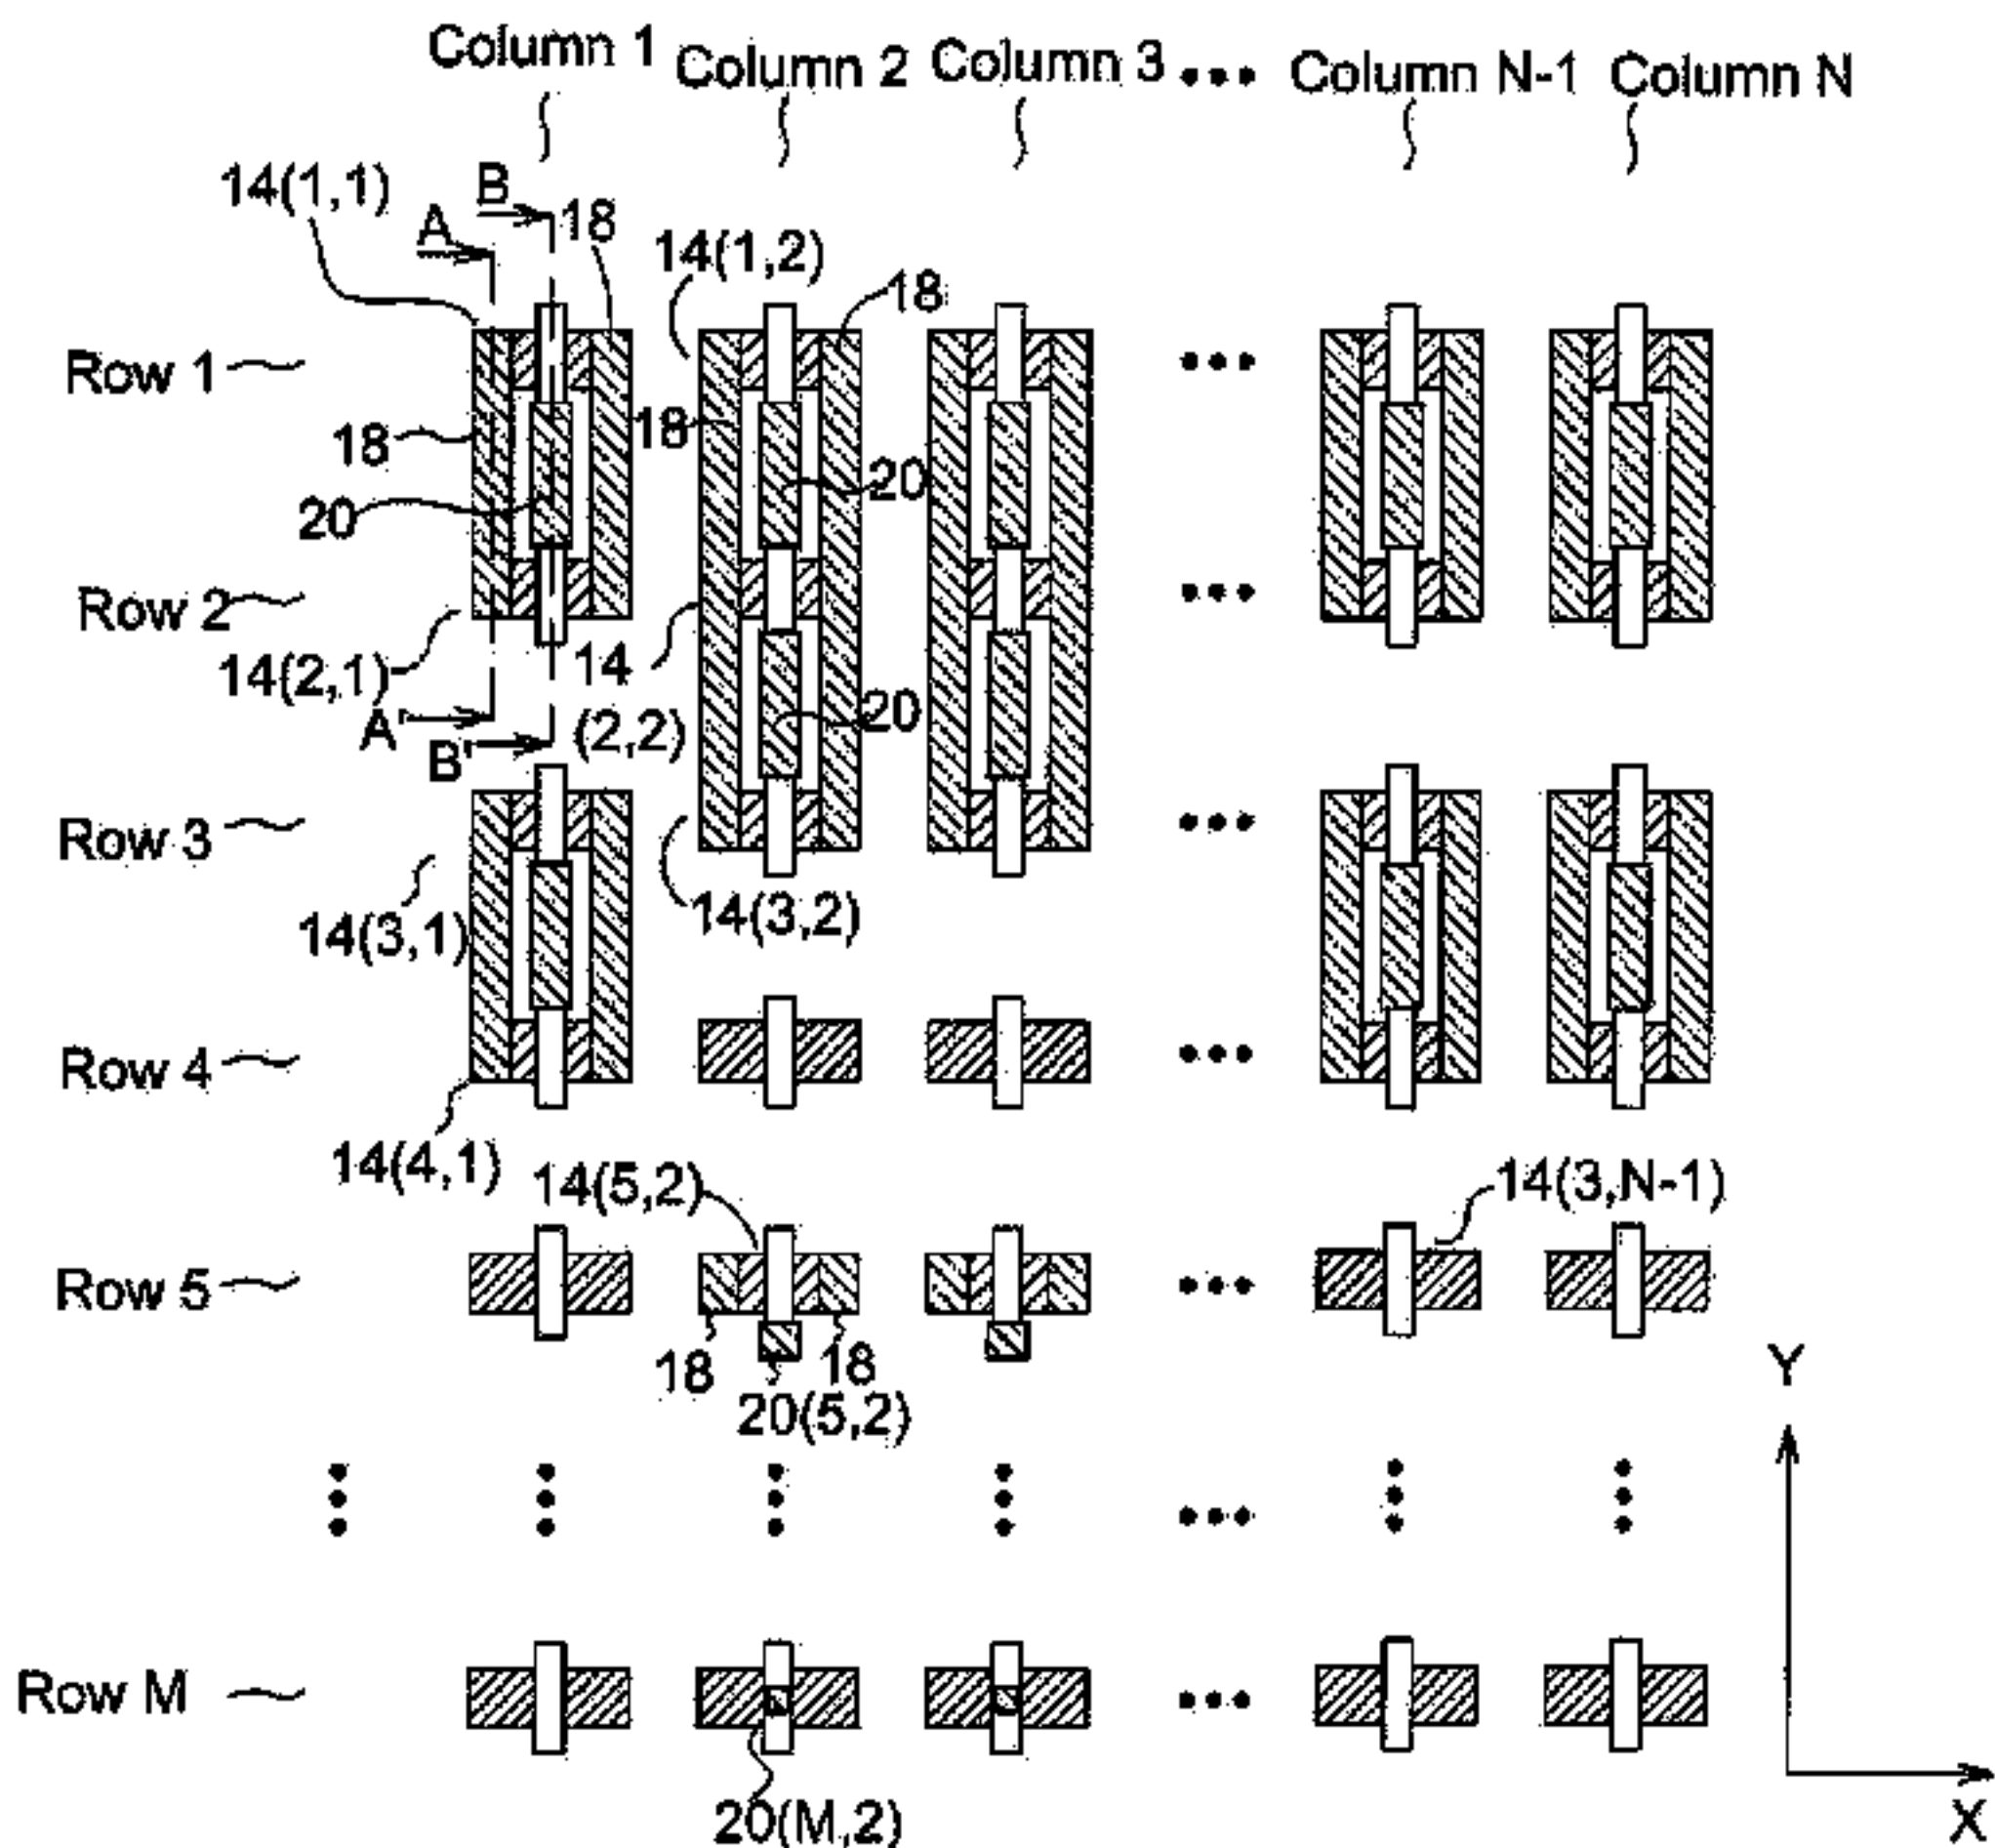 Column 1 Column 2 Column 3 ••• Column N-1 Column N
14(1,1)
B
A
18
14(1,2)
18
Row 1
18
18
20
20
Row 2
14(2,1)
14
(2,2)
20
A'
B'
Row 3
14(3,1)
14(3,2)
Row 4
14(4,1)
14(5,2)
14(3,N-1)
Row 5
18
18
20(5,2)
Y
Row M
20(M,2)
X